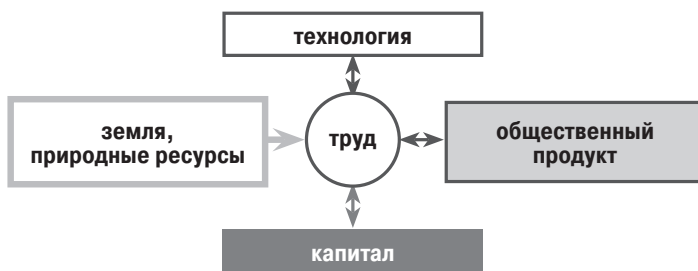 технология
земля,
природные ресурсы
труд
общественный
продукт
капитал